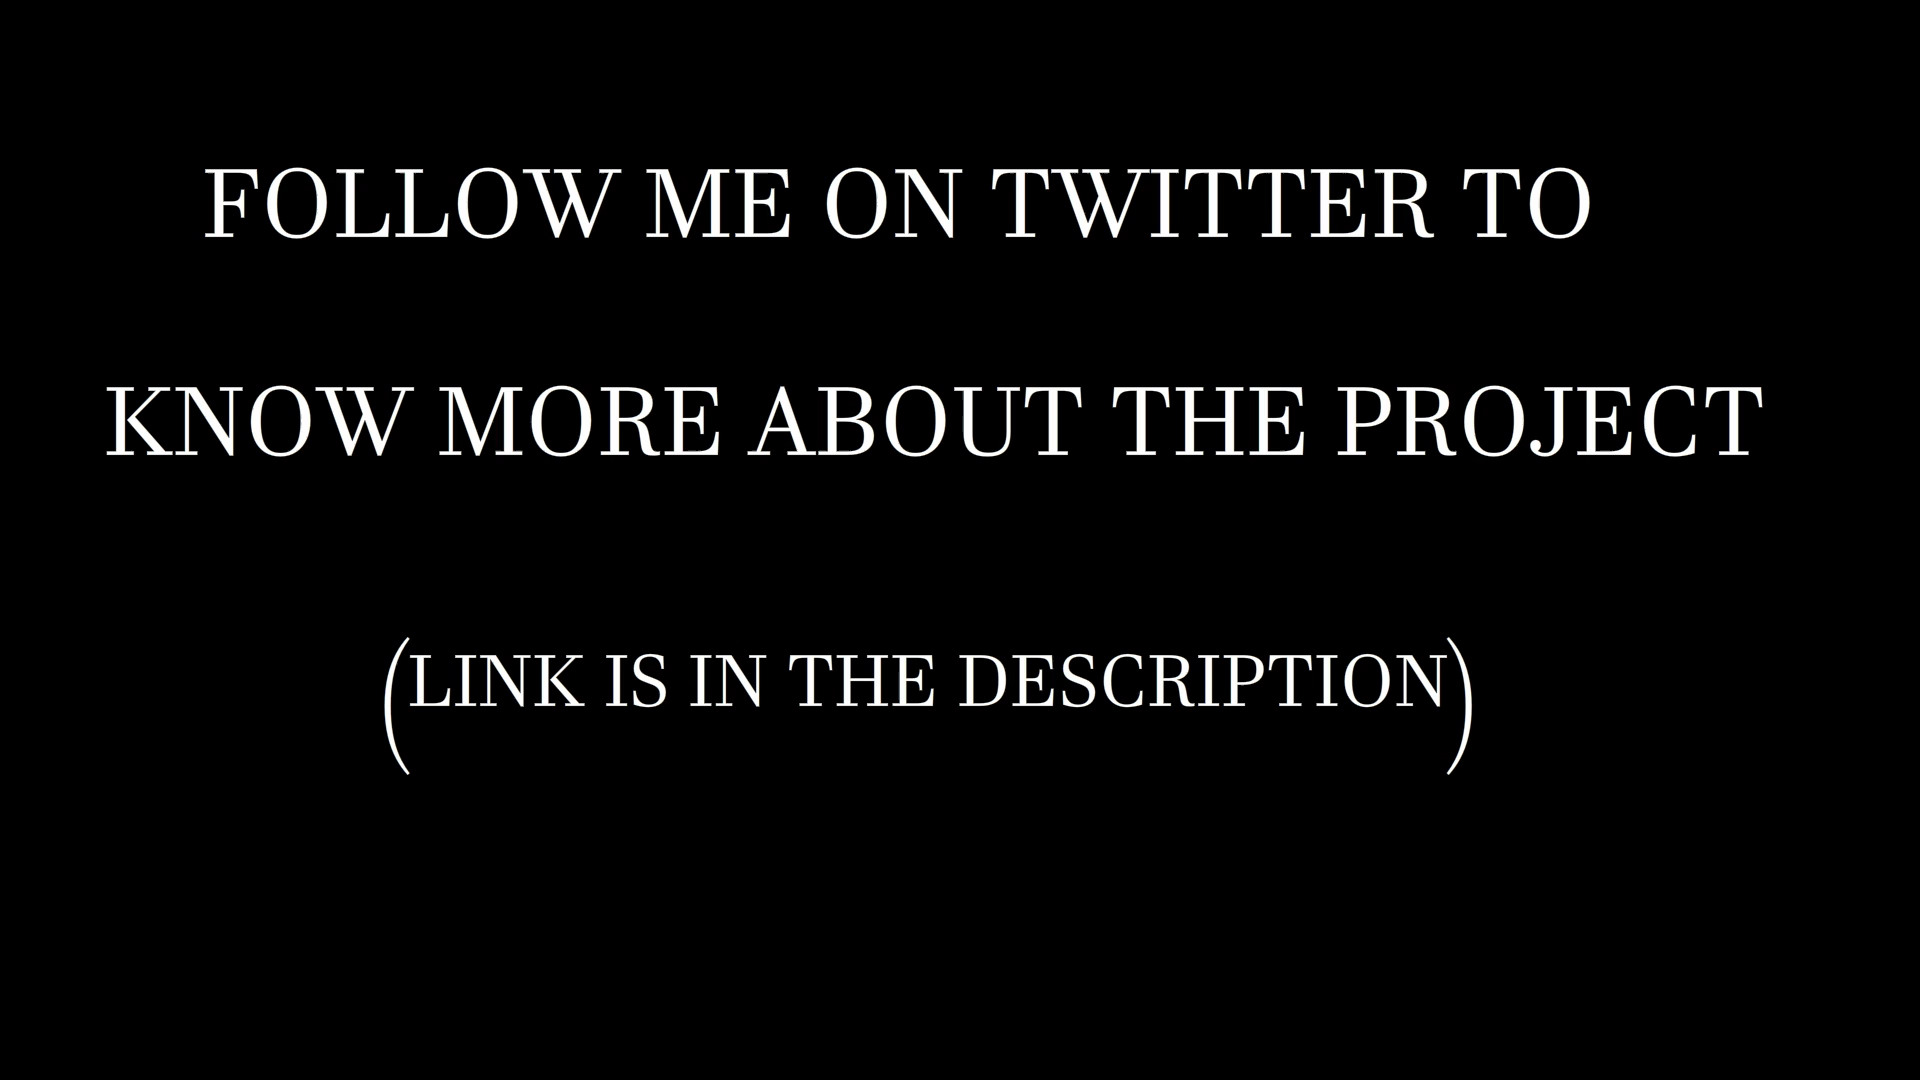 FOLLOW ME ON TWITTER TO
KNOW MORE ABOUT THE PROJECT
(LINK IS IN THE DESCRIPTION)